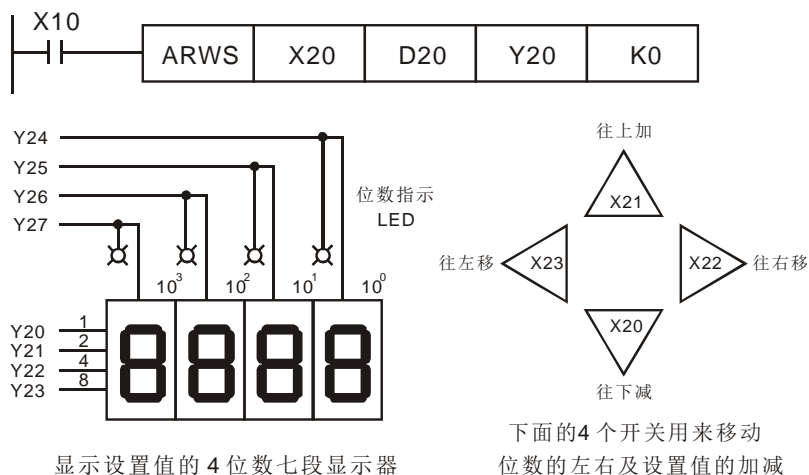 X10
ARWS X20 D20 Y20 K0
Y24
Y25
Y26
Y27
位数指示
LED
10³ 10² 10¹ 10⁰
Y20 1
Y21 2
Y22 4
Y23 8
8 8 8 8
显示设置值的 4 位数七段显示器
往上加
X21
往左移 X23 X22 往右移
X20
往下减
下面的4 个开关用来移动
位数的左右及设置值的加减